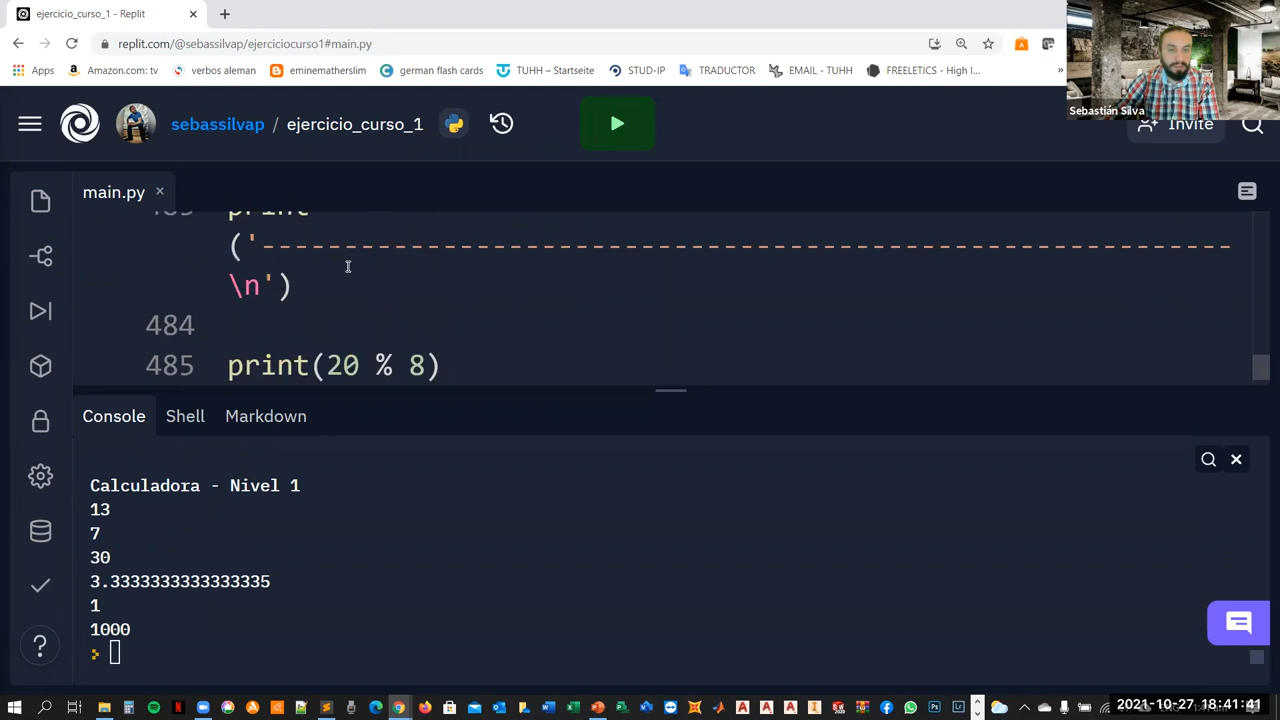 ejercicio_curso_1 - Replit
replit.com/@sebassilvap/ejerciciocurso1#main.py
Apps Amazon.com: tv verbos aleman eminematherslim german flash cards TUHH – Startseite STUD-IP TRADUCTOR EMAIL - TUHH FREELETICS - High I... »
Sebastián Silva
sebassilvap / ejercicio_curso_1
Invite
main.py
print
('-----------------------------------------------------------
\n')
484
485 print(20 % 8)
Console Shell Markdown
Calculadora - Nivel 1
13
7
30
3.3333333333333335
1
1000
2021-10-27 18:41:41